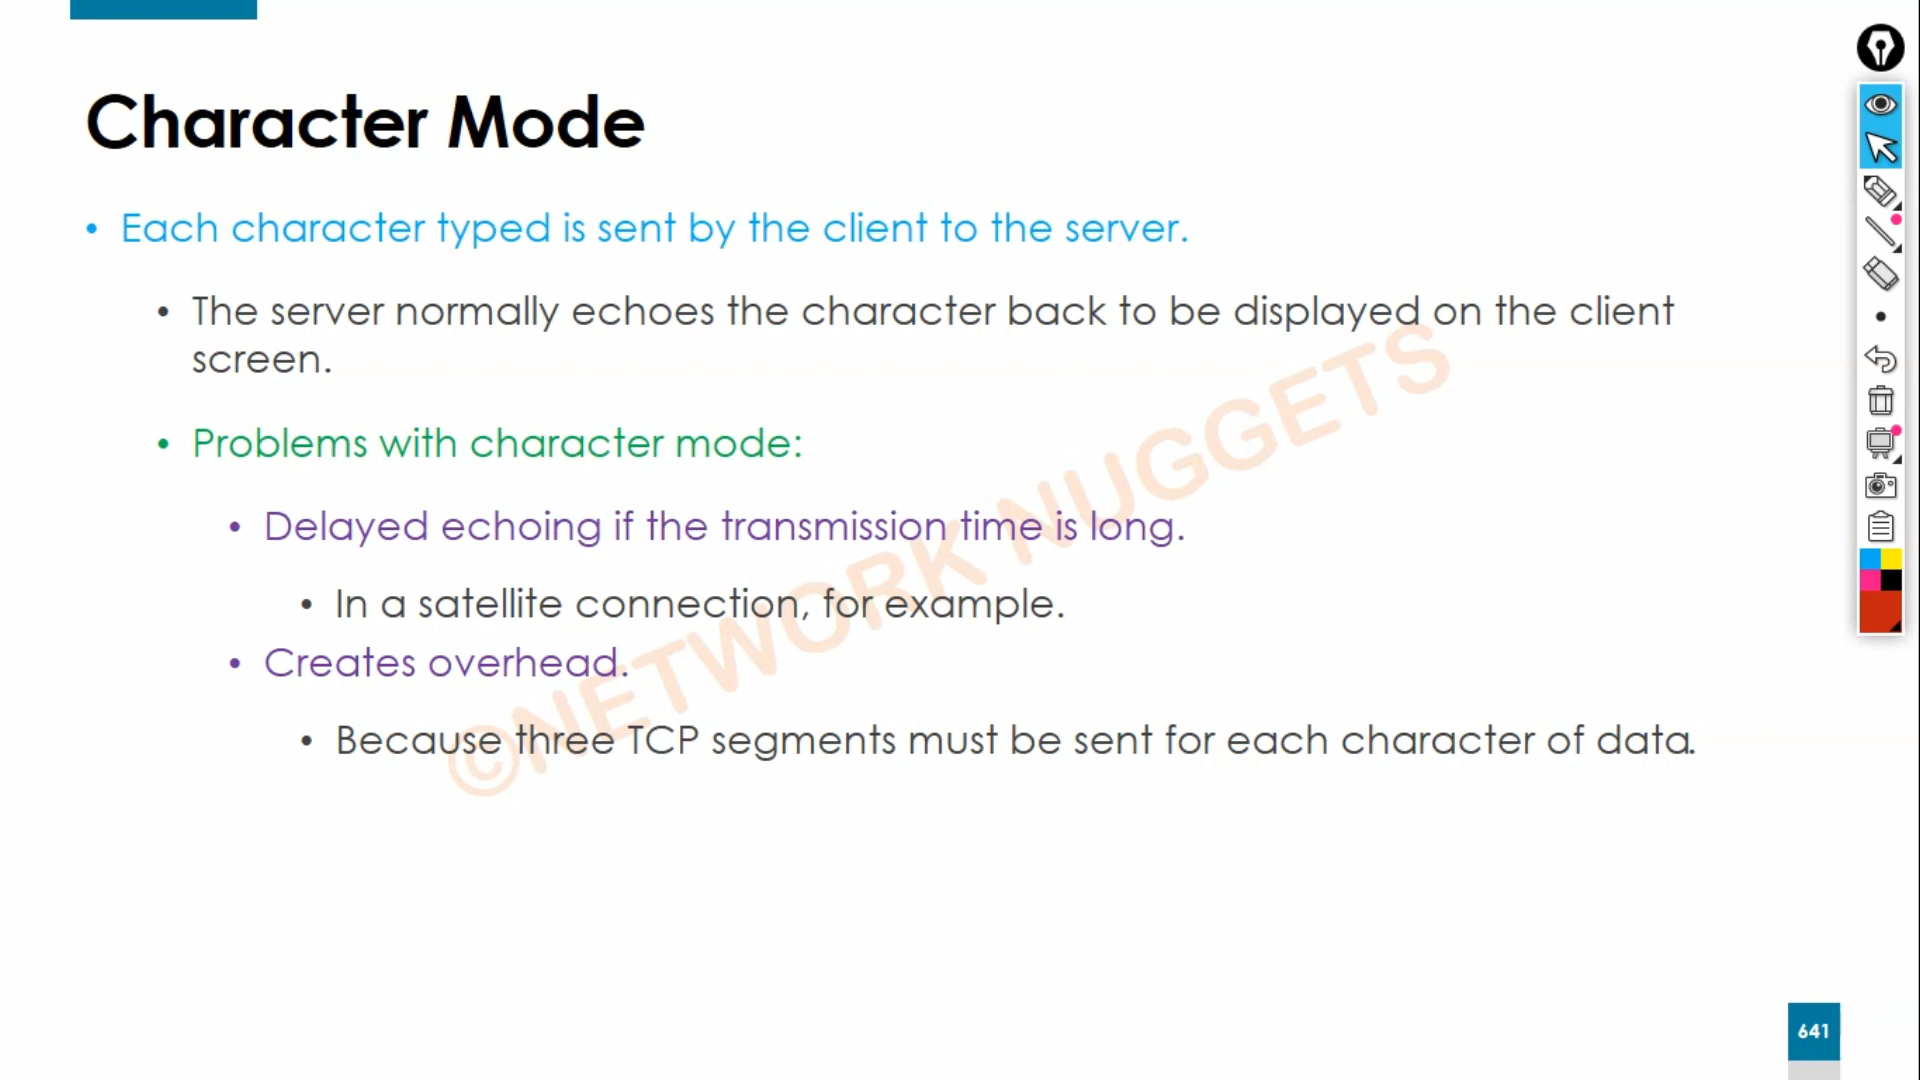 Character Mode
• Each character typed is sent by the client to the server.
• The server normally echoes the character back to be displayed on the client
screen.
• Problems with character mode:
• Delayed echoing if the transmission time is long.
• In a satellite connection, for example.
• Creates overhead.
• Because three TCP segments must be sent for each character of data.
©NETWORK NUGGETS
641